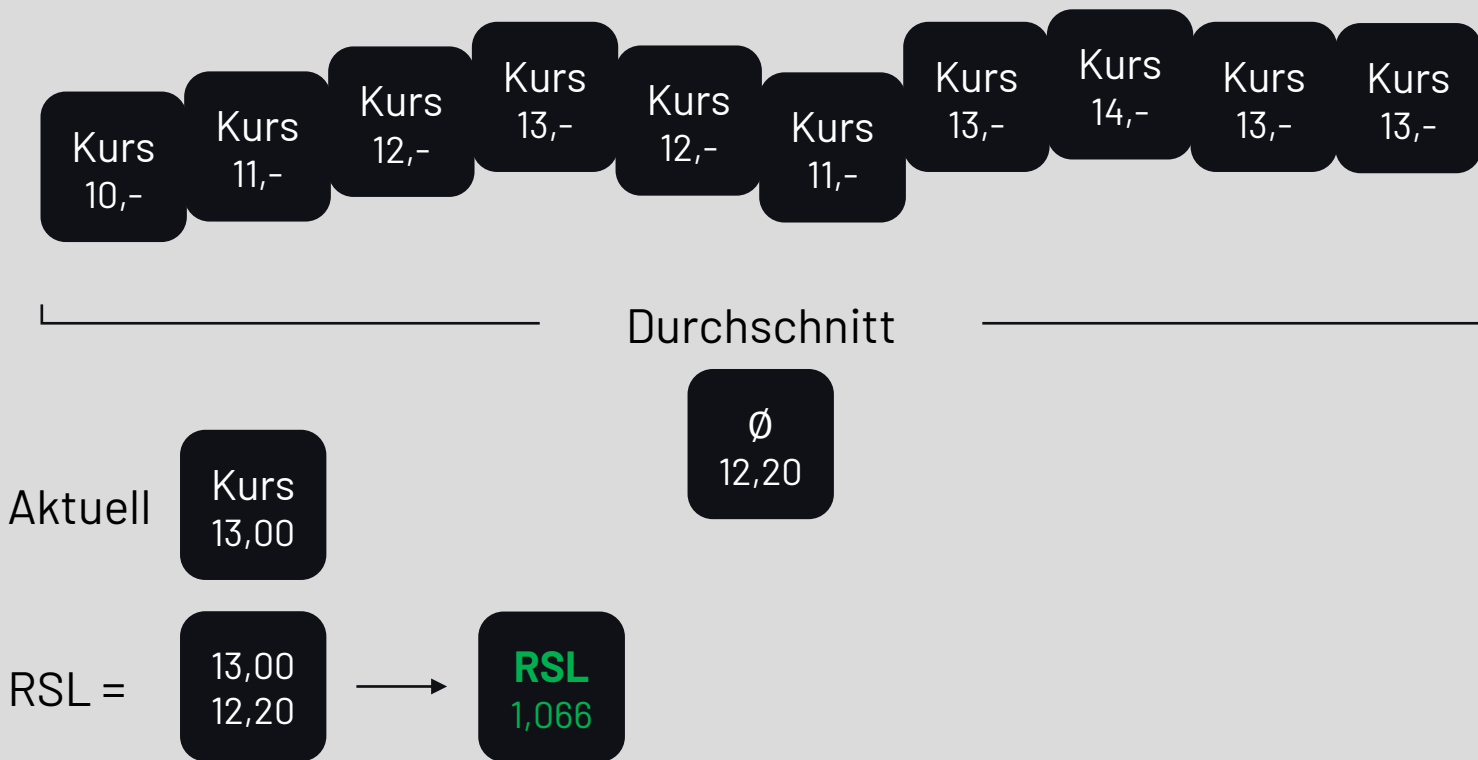 Kurs
10,-
Kurs
11,-
Kurs
12,-
Kurs
13,-
Kurs
12,-
Kurs
11,-
Kurs
13,-
Kurs
14,-
Kurs
13,-
Kurs
13,-
Durchschnitt
Ø
12,20
Aktuell
Kurs
13,00
RSL =
13,00
12,20
RSL
1,066